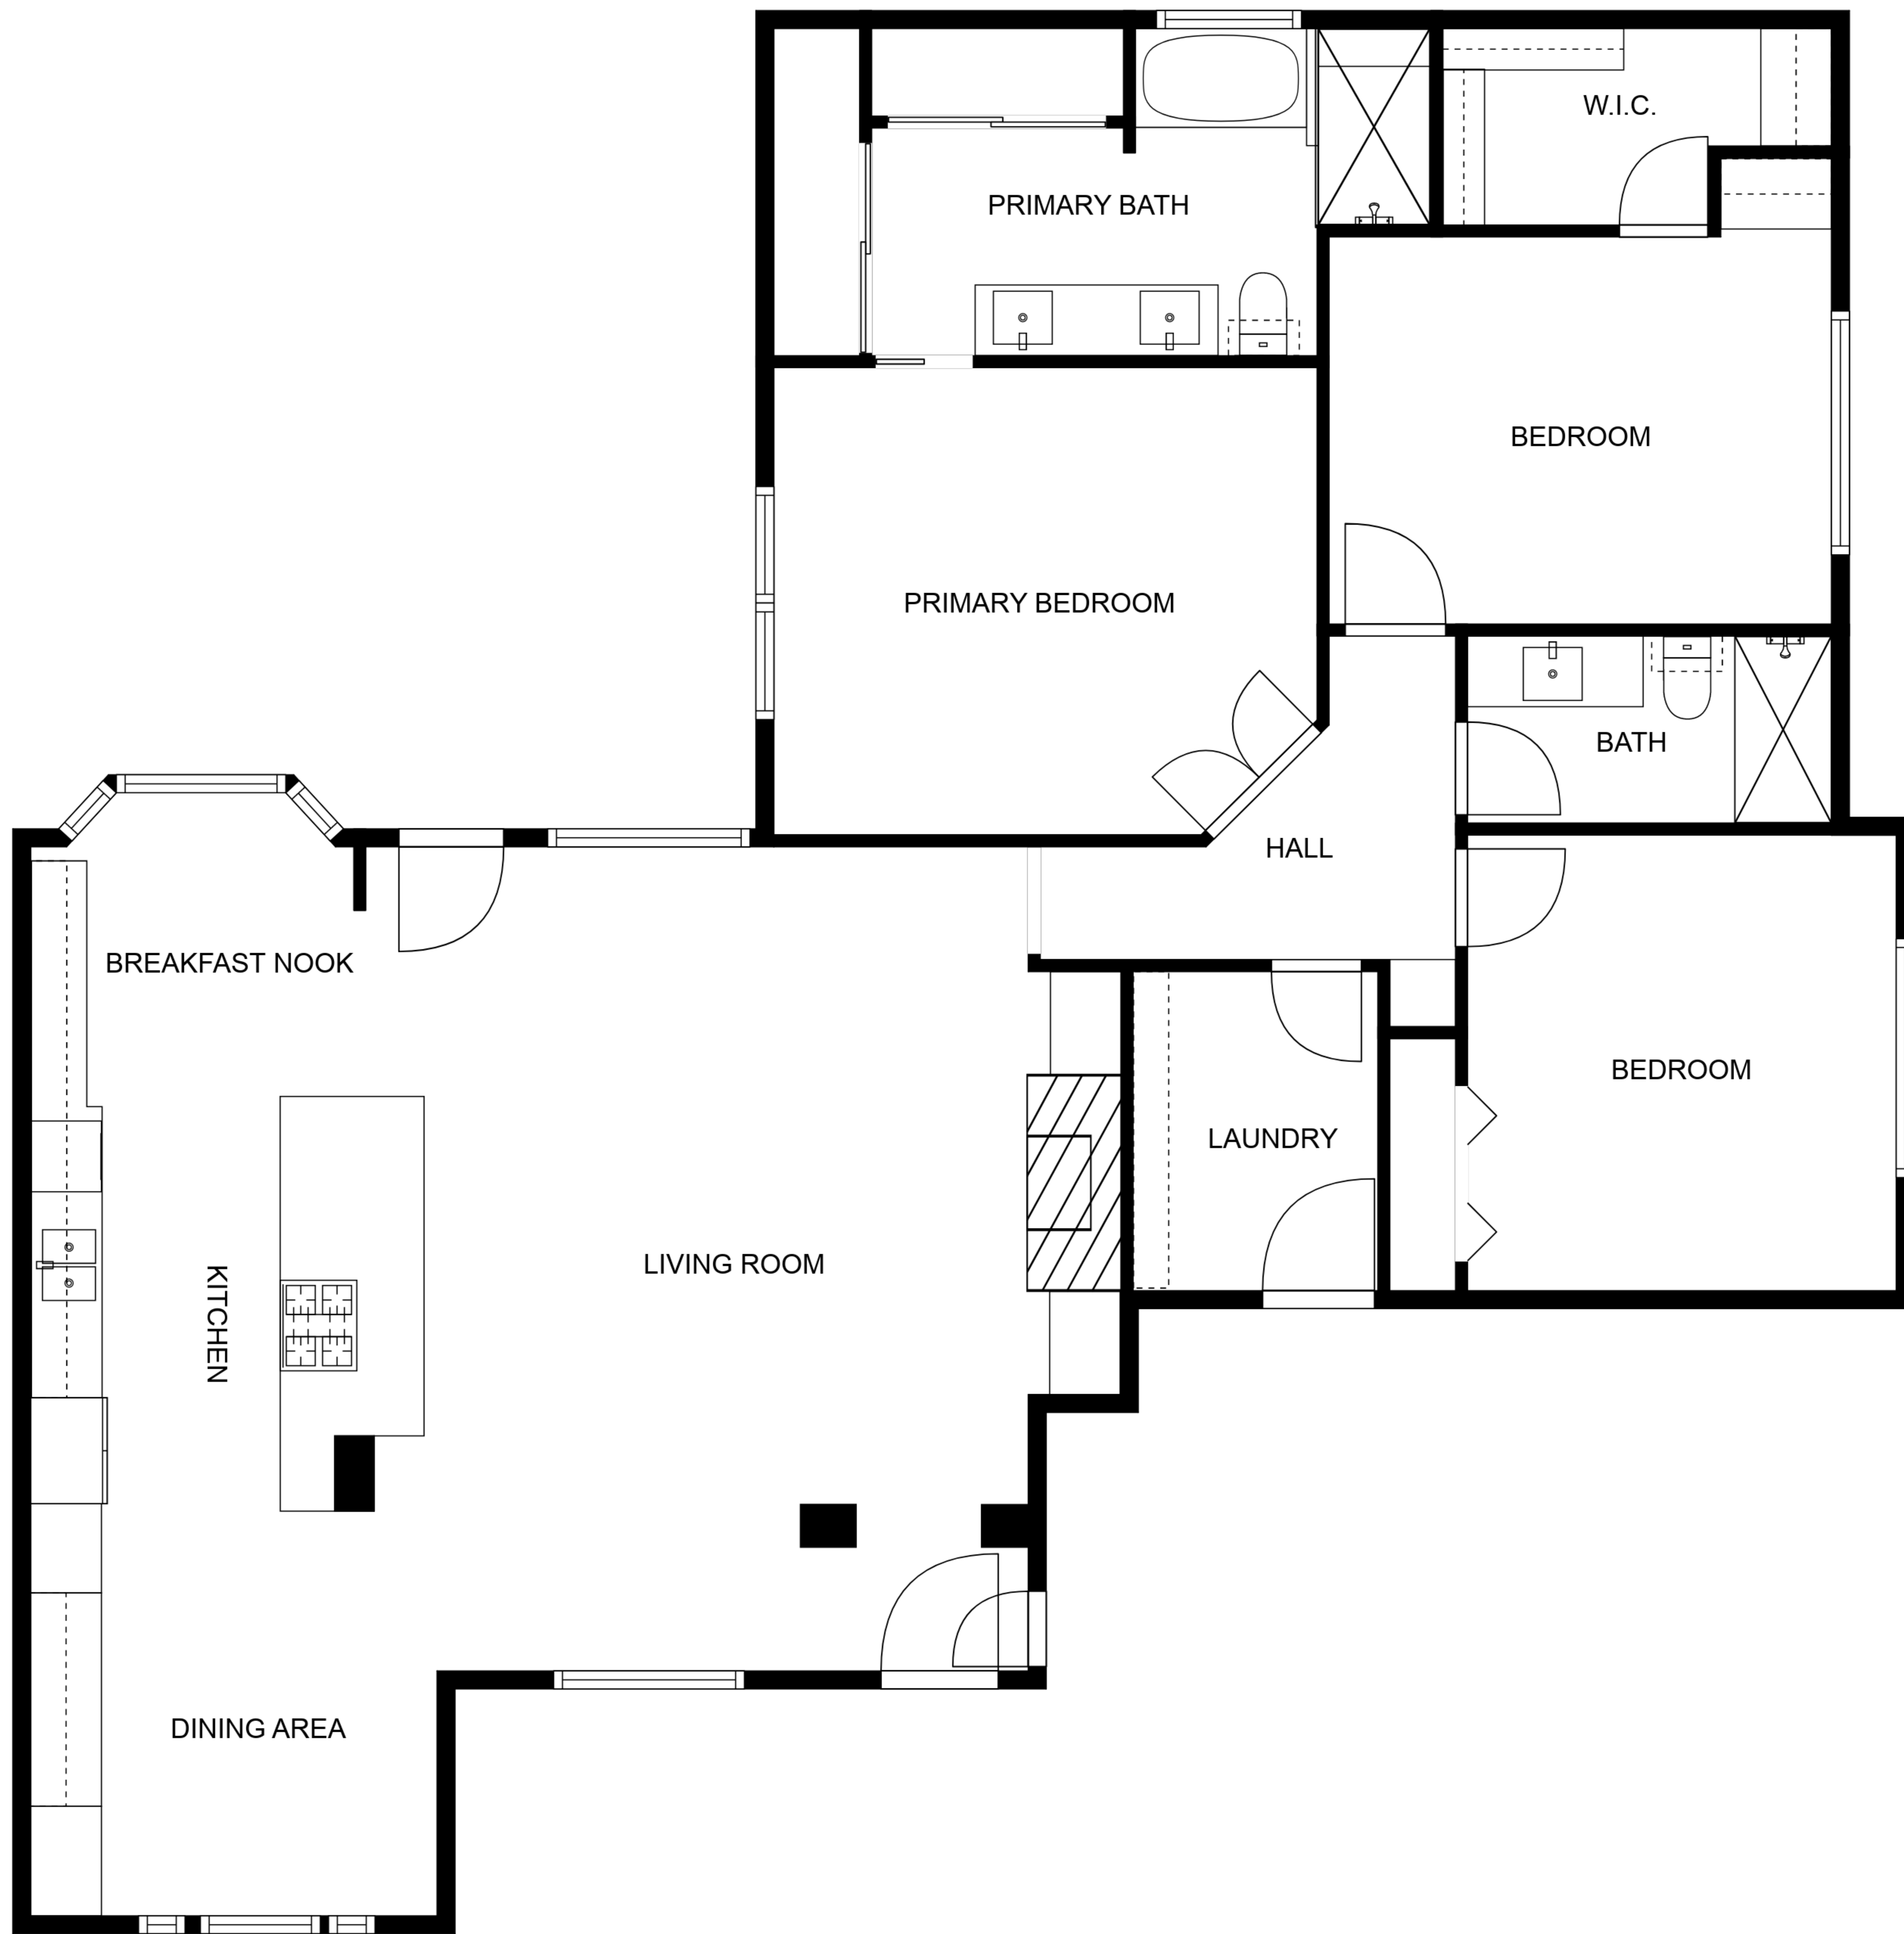 W.I.C.
PRIMARY BATH
BEDROOM
PRIMARY BEDROOM
BATH
HALL
BREAKFAST NOOK
BEDROOM
LAUNDRY
LIVING ROOM
KITCHEN
DINING AREA